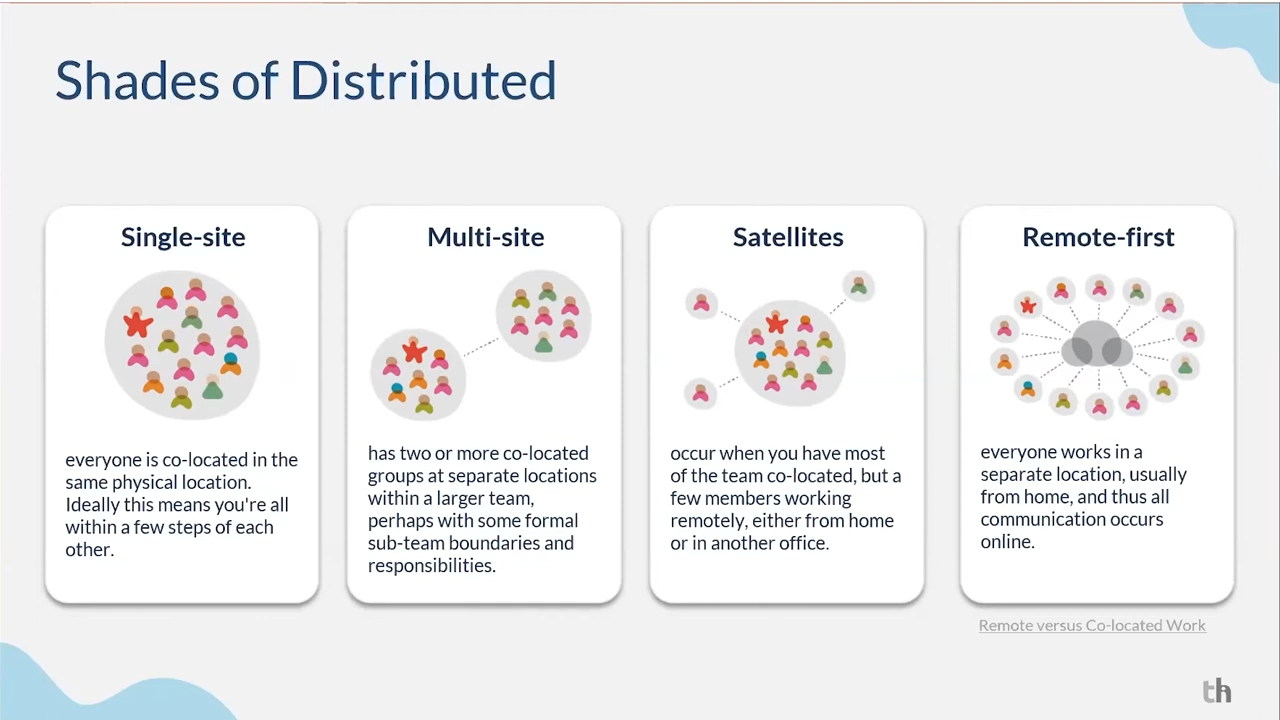 Shades of Distributed
Single-site
everyone is co-located in the
same physical location.
Ideally this means you're all
within a few steps of each
other.
Multi-site
has two or more co-located
groups at separate locations
within a larger team,
perhaps with some formal
sub-team boundaries and
responsibilities.
Satellites
occur when you have most
of the team co-located, but a
few members working
remotely, either from home
or in another office.
Remote-first
everyone works in a
separate location, usually
from home, and thus all
communication occurs
online.
Remote versus Co-located Work
th